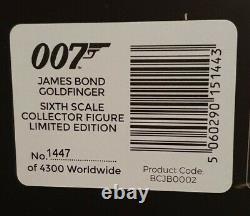 007
JAMES BOND
GOLDFINGER
SIXTH SCALE
COLLECTOR FIGURE
LIMITED EDITION
No. 1447
of 4300 Worldwide
5 060290 151443
Product Code:
BCJB0002
worthpoint